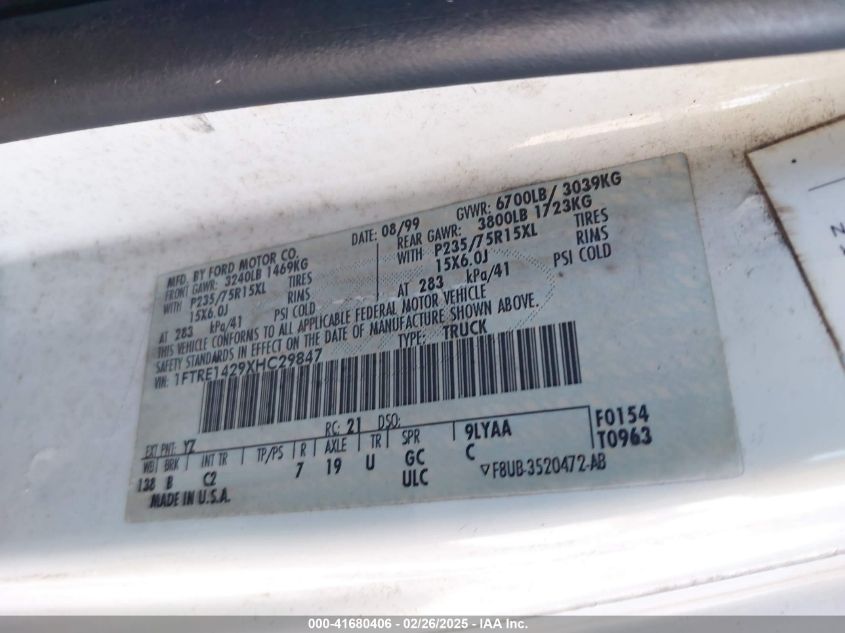 MFD. BY FORD MOTOR CO.
DATE: 08/99
GVWR: 6700LB/ 3039KG
FRONT GAWR: 3240LB 1469KG
REAR GAWR: 3800LB 1723KG
WITH P235/75R15XL TIRES
WITH P235/75R15XL TIRES
15X6.0J RIMS
15X6.0J RIMS
AT 283 kPa/41 PSI COLD
AT 283 kPa/41 PSI COLD
THIS VEHICLE CONFORMS TO ALL APPLICABLE FEDERAL MOTOR VEHICLE
SAFETY STANDARDS IN EFFECT ON THE DATE OF MANUFACTURE SHOWN ABOVE.
VIN: 1FTRE1429XHC29847
TYPE: TRUCK
EXT PNT: YZ RC: 21 DSO:
WB BRK INT TR TP/PS R AXLE TR SPR 9LYAA F0154
138 B C2 7 19 U GC C T0963
ULC F8UB-3520472-AB
MADE IN U.S.A.
000-41680406 - 02/26/2025 - IAA Inc.